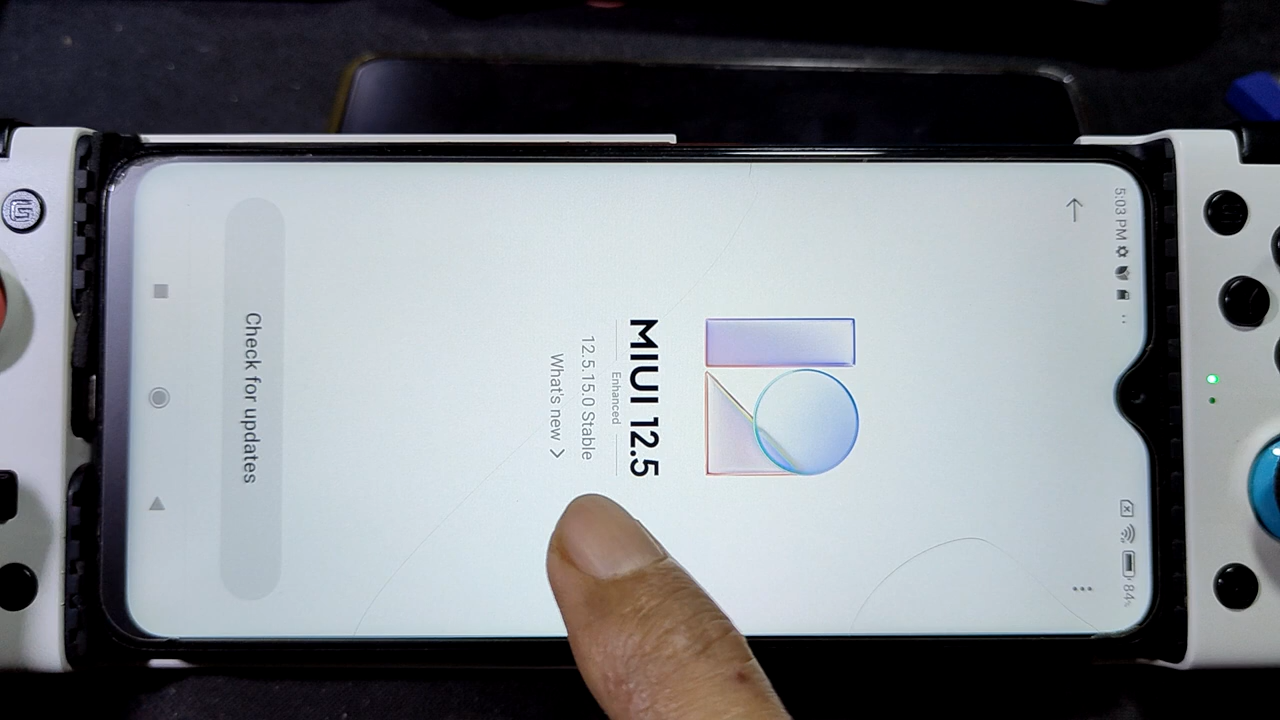 5:03 PM
84%
MIUI 12.5
Enhanced
12.5.15.0 Stable
What's new >
Check for updates